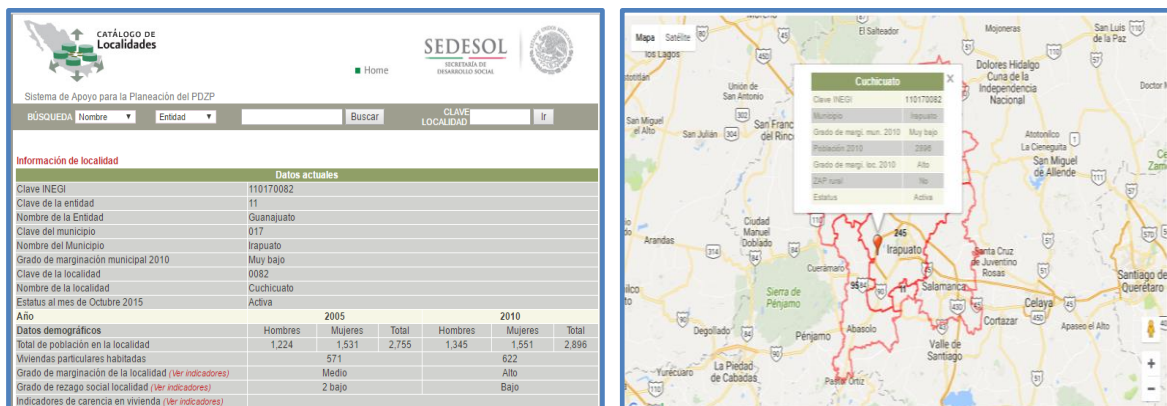 CATÁLOGO DE
Localidades
SEDESOL
SECRETARÍA DE
DESARROLLO SOCIAL
Home
Sistema de Apoyo para la Planeación del PDZP
BÚSQUEDA Nombre ▼ Entidad ▼ Buscar CLAVE LOCALIDAD Ir
Información de localidad
Datos actuales
Clave INEGI 110170082
Clave de la entidad 11
Nombre de la Entidad Guanajuato
Clave del municipio 017
Nombre del Municipio Irapuato
Grado de marginación municipal 2010 Muy bajo
Clave de la localidad 0082
Nombre de la localidad Cuchicuato
Estatus al mes de Octubre 2015 Activa
Año 2005 2010
Datos demográficos Hombres Mujeres Total Hombres Mujeres Total
Total de población en la localidad 1,224 1,531 2,755 1,345 1,551 2,896
Viviendas particulares habitadas 571 622
Grado de marginación de la localidad (Ver indicadores) Medio Alto
Grado de rezago social localidad (Ver indicadores) 2 bajo Bajo
Indicadores de carencia en vivienda (Ver indicadores)
Mapa Satélite
los Lagos
El Salteador
Mojoneras
San Luis
de la Paz
Dolores Hidalgo
Cuna de la
Independencia
Nacional
Doctor
Unión de
San Antonio
San Miguel
el Alto
San Julián
San Franc
del Rincó
Cuchicuato
Clave INEGI 110170082
Municipio Irapuato
Grado de margi. mun. 2010 Muy bajo
Población 2010 2896
Grado de margi. loc. 2010 Alto
ZAP rural No
Estatus Activa
Atotonilco
La Cieneguita
San Miguel
de Allende
Arandas
Ciudad
Manuel
Doblado
245
Irapuato
Cuerámaro
Santa Cruz
de Juventino
Rosas
Santiago de
Querétaro
Sierra de
Pénjamo
Salamanca
Celaya
Cortazar
Apaseo el Alto
Degollado
Pénjamo
Abasolo
Valle de
Santiago
Yurécuaro
La Piedad
de Cabadas
Pastor Ortiz